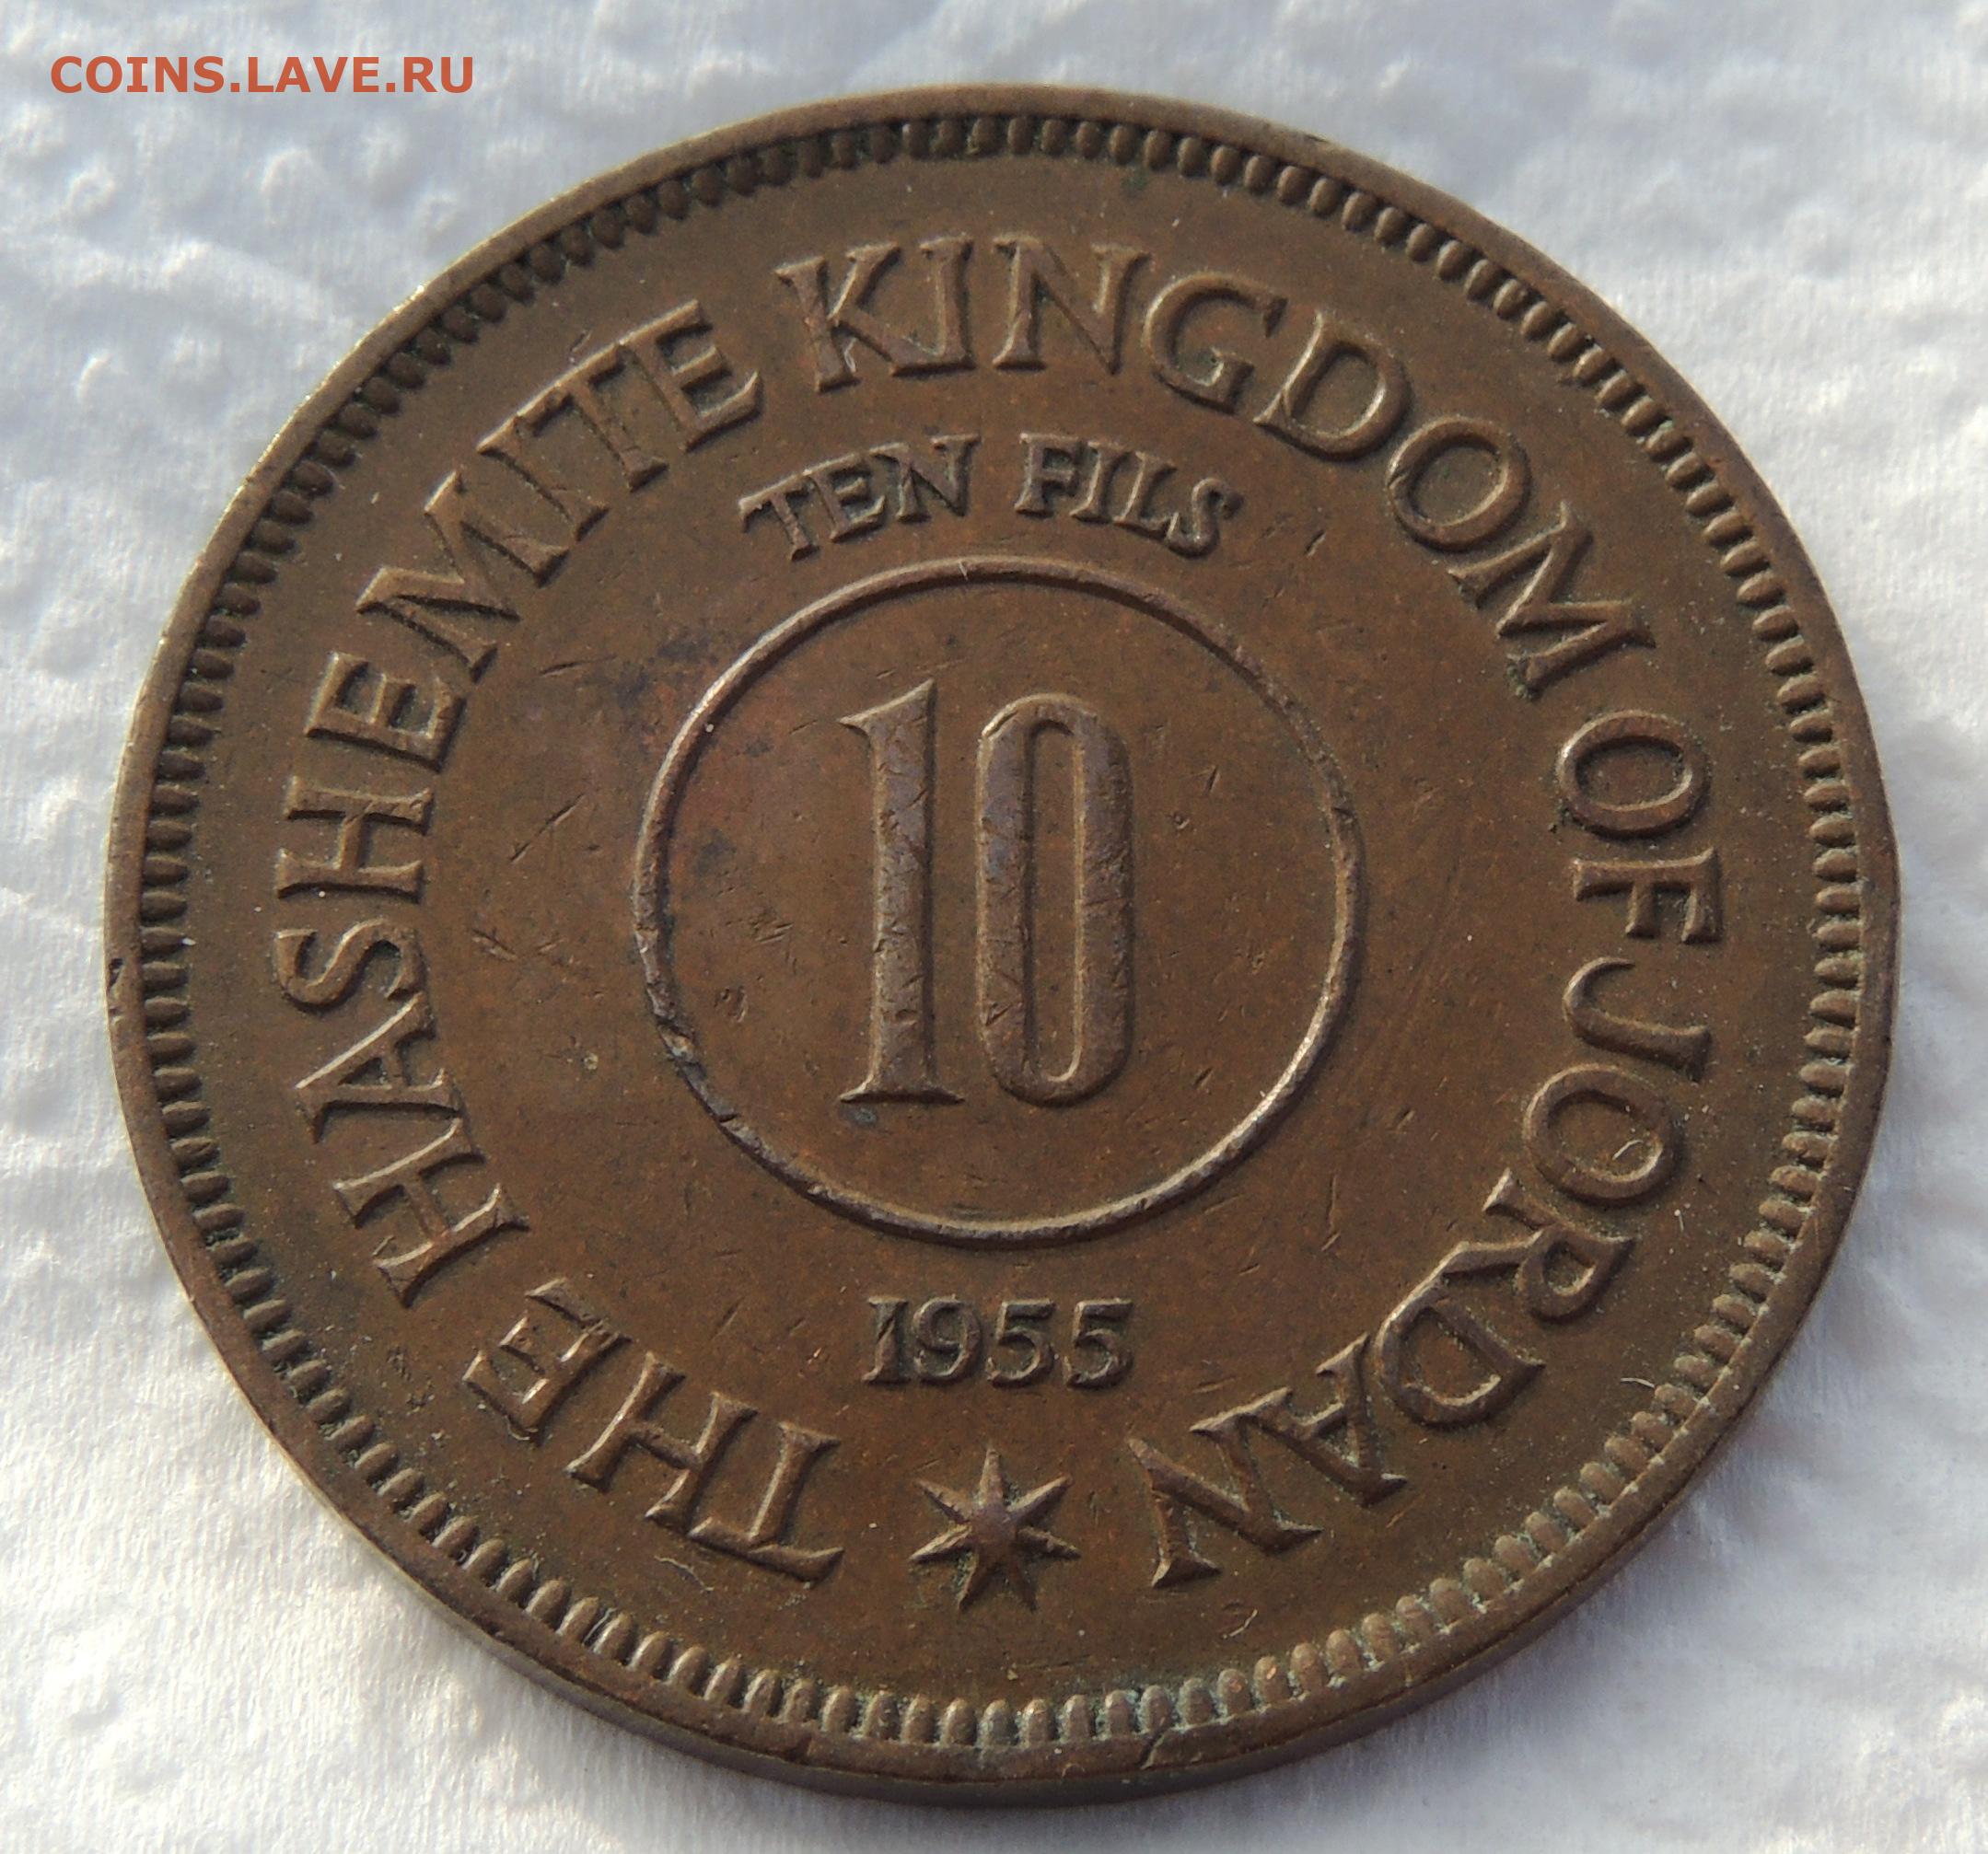 COINS.LAVE.RU
THE HASHEMITE KINGDOM OF JORDAN
TEN FILS
10
1955